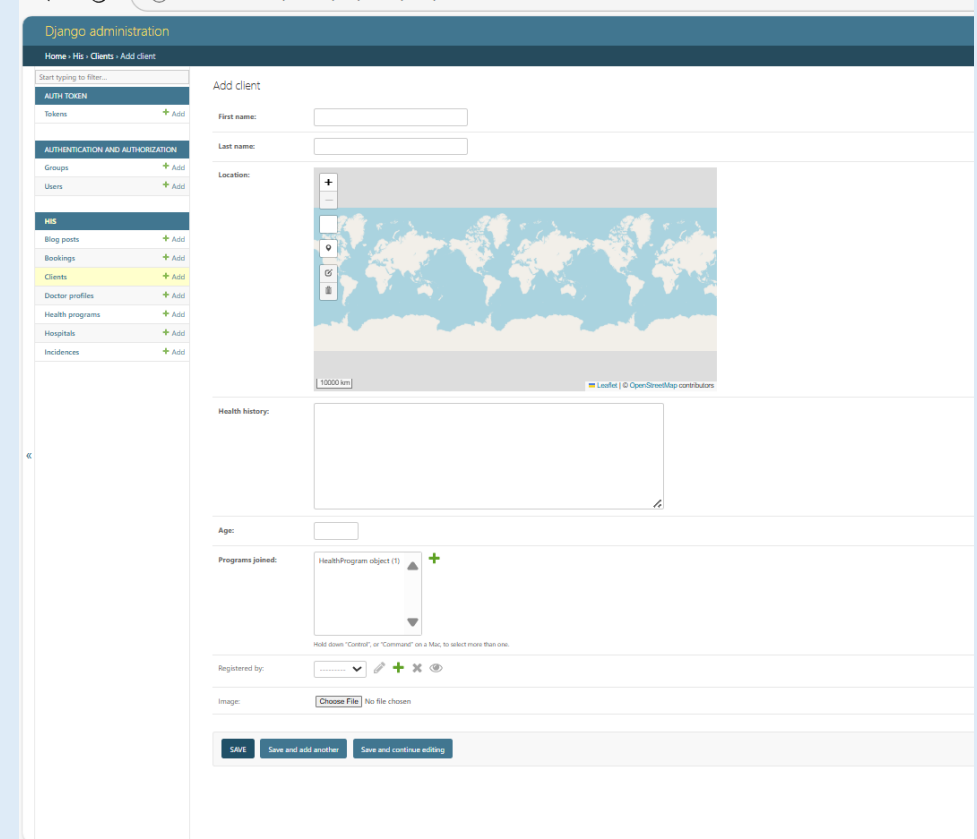 Django administration
Home › His › Clients › Add client
Start typing to filter...
AUTH TOKEN
Tokens + Add
AUTHENTICATION AND AUTHORIZATION
Groups + Add
Users + Add
HIS
Blog posts + Add
Bookings + Add
Clients + Add
Doctor profiles + Add
Health programs + Add
Hospitals + Add
Incidences + Add
«
Add client
First name:
Last name:
Location:
+
−
10000 km
Leaflet | © OpenStreetMap contributors
Health history:
Age:
Programs joined:
HealthProgram object (1)
Hold down “Control”, or “Command” on a Mac, to select more than one.
Registered by:
---------
Image:
Choose File No file chosen
SAVE
Save and add another
Save and continue editing